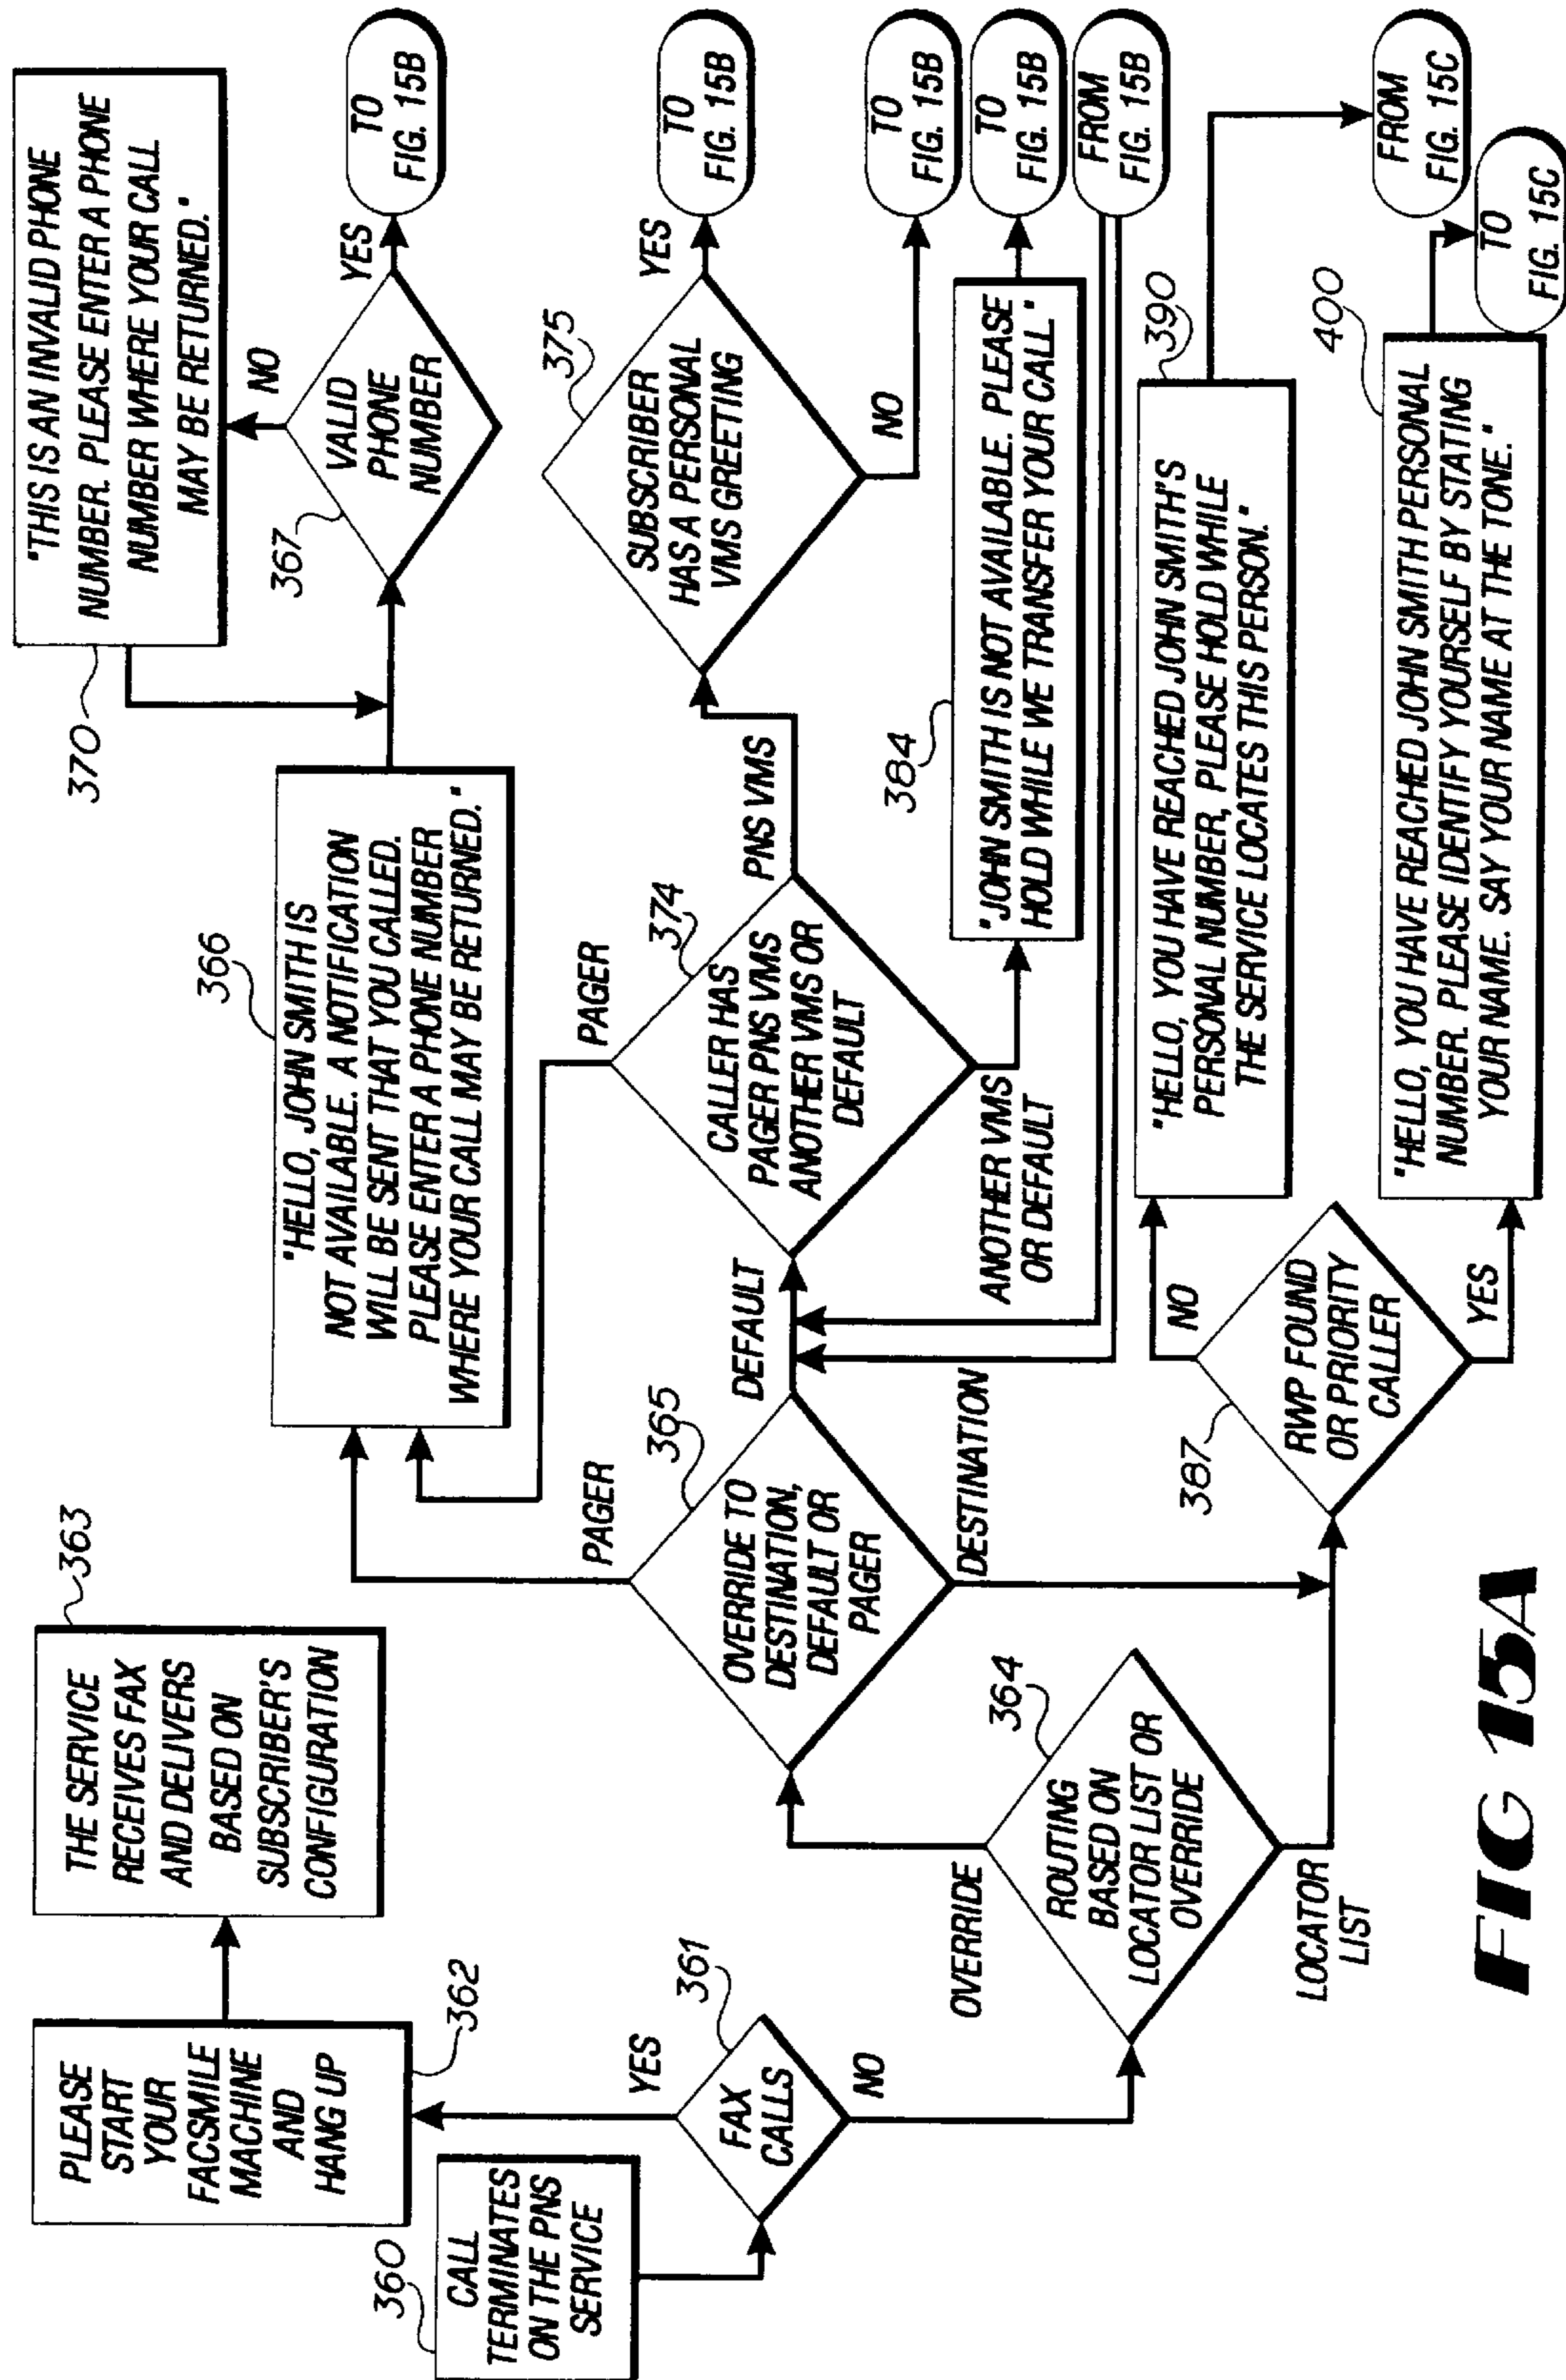 360
CALL
TERMINATES
ON THE PNS
SERVICE
361
FAX
CALLS
YES
NO
362
PLEASE
START
YOUR
FACSMILE
MACHINE
AND
HANG UP
363
THE SERVICE
RECEIVES FAX
AND DELIVERS
BASED ON
SUBSCRIBER'S
CONFIGURATION
364
ROUTING
BASED ON
LOCATOR LIST OR
OVERRIDE
OVERRIDE
LOCATOR
LIST
365
OVERRIDE TO
DESTINATION,
DEFAULT OR
PAGER
PAGER
DEFAULT
DESTINATION
366
"HELLO, JOHN SMITH IS
NOT AVAILABLE. A NOTIFICATION
WILL BE SENT THAT YOU CALLED.
PLEASE ENTER A PHONE NUMBER
WHERE YOUR CALL MAY BE RETURNED."
367
VALID
PHONE
NUMBER
NO
YES
370
"THIS IS AN INVALID PHONE
NUMBER. PLEASE ENTER A PHONE
NUMBER WHERE YOUR CALL
MAY BE RETURNED."
TO
FIG. 15B
374
CALLER HAS
PAGER PNS VMS
ANOTHER VMS OR
DEFAULT
PAGER
PNS VMS
ANOTHER VMS
OR DEFAULT
375
SUBSCRIBER
HAS A PERSONAL
VMS GREETING
YES
NO
TO
FIG. 15B
TO
FIG. 15B
384
"JOHN SMITH IS NOT AVAILABLE. PLEASE
HOLD WHILE WE TRANSFER YOUR CALL"
TO
FIG. 15B
FROM
FIG. 15B
387
RWP FOUND
OR PRIORITY
CALLER
NO
YES
390
"HELLO, YOU HAVE REACHED JOHN SMITH'S
PERSONAL NUMBER, PLEASE HOLD WHILE
THE SERVICE LOCATES THIS PERSON."
FROM
FIG. 15C
400
"HELLO, YOU HAVE REACHED JOHN SMITH PERSONAL
NUMBER. PLEASE IDENTIFY YOURSELF BY STATING
YOUR NAME. SAY YOUR NAME AT THE TONE."
TO
FIG. 15C
FIG 15A